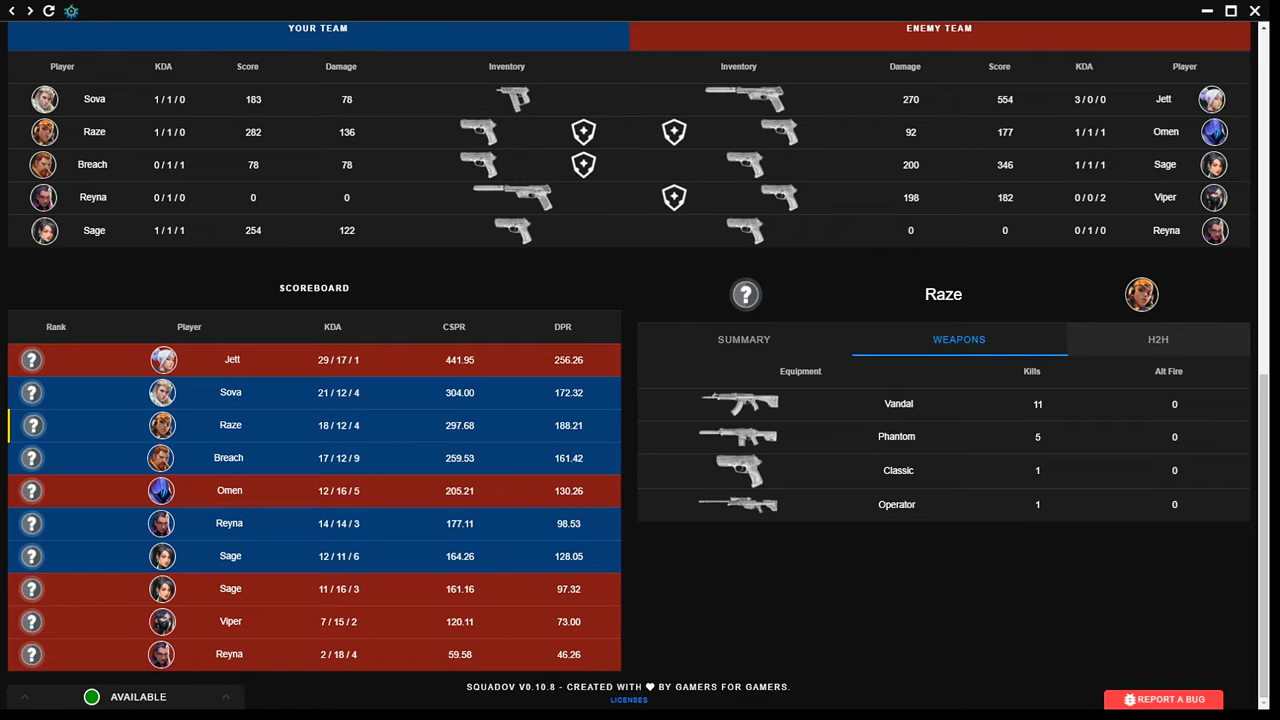 YOUR TEAM ENEMY TEAM
Player KDA Score Damage Inventory Inventory Damage Score KDA Player
Sova 1 / 1 / 0 183 78 270 554 3 / 0 / 0 Jett
Raze 1 / 1 / 0 282 136 92 177 1 / 1 / 1 Omen
Breach 0 / 1 / 1 78 78 200 346 1 / 1 / 1 Sage
Reyna 0 / 1 / 0 0 0 198 182 0 / 0 / 2 Viper
Sage 1 / 1 / 1 254 122 0 0 0 / 1 / 0 Reyna
SCOREBOARD
Rank Player KDA CSPR DPR
? Jett 29 / 17 / 1 441.95 256.26
? Sova 21 / 12 / 4 304.00 172.32
? Raze 18 / 12 / 4 297.68 188.21
? Breach 17 / 12 / 9 259.53 161.42
? Omen 12 / 16 / 5 205.21 130.26
? Reyna 14 / 14 / 3 177.11 98.53
? Sage 12 / 11 / 6 164.26 128.05
? Sage 11 / 16 / 3 161.16 97.32
? Viper 7 / 15 / 2 120.11 73.00
? Reyna 2 / 18 / 4 59.58 46.26
? Raze
SUMMARY WEAPONS H2H
Equipment Kills Alt Fire
Vandal 11 0
Phantom 5 0
Classic 1 0
Operator 1 0
AVAILABLE
SQUADOV V0.10.8 - CREATED WITH ♥ BY GAMERS FOR GAMERS.
LICENSES
REPORT A BUG